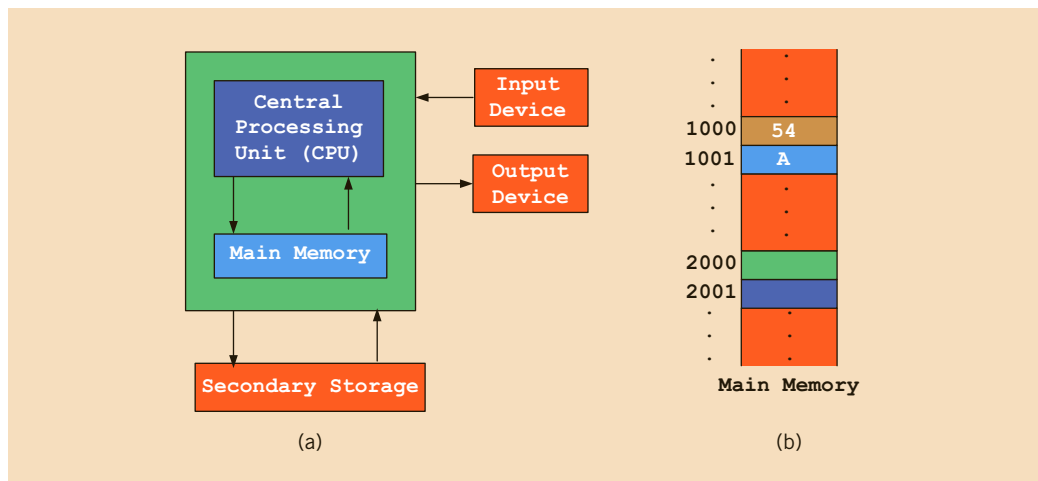 Central
Processing
Unit (CPU)
Main Memory
Input
Device
Output
Device
Secondary Storage
(a)
1000 54
1001 A
2000
2001
Main Memory
(b)